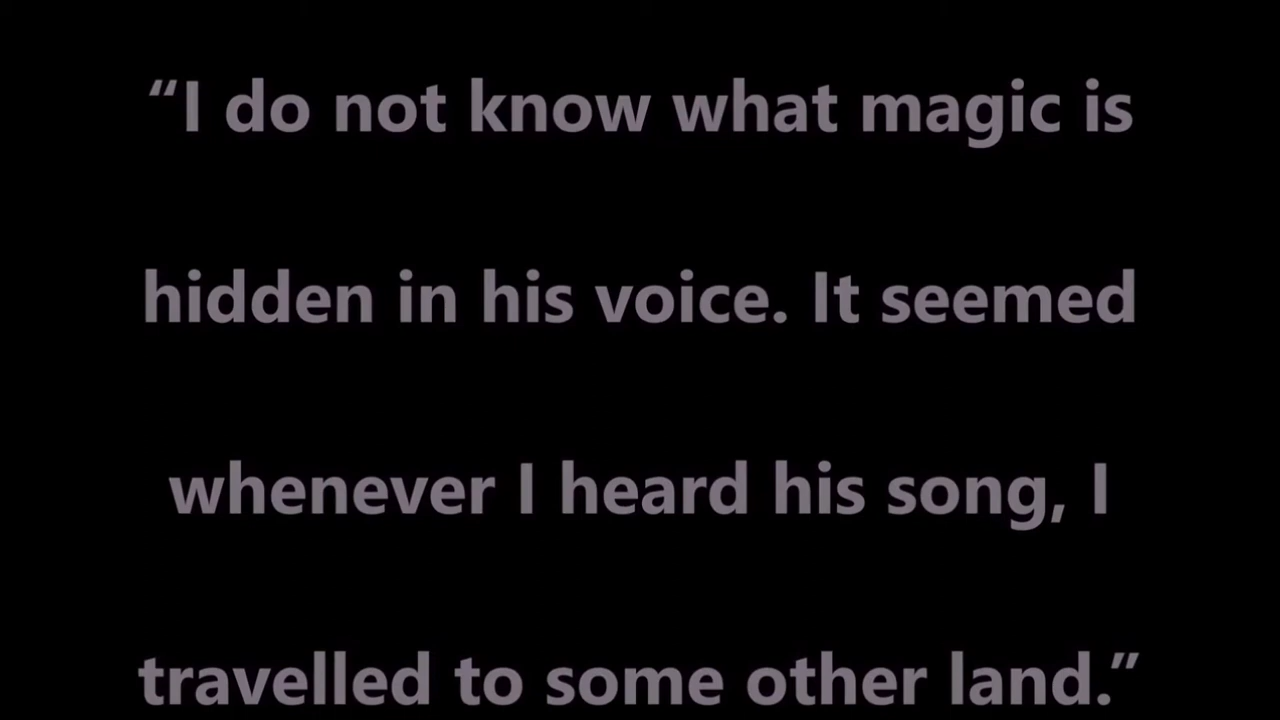 “I do not know what magic is
hidden in his voice. It seemed
whenever I heard his song, I
travelled to some other land.”